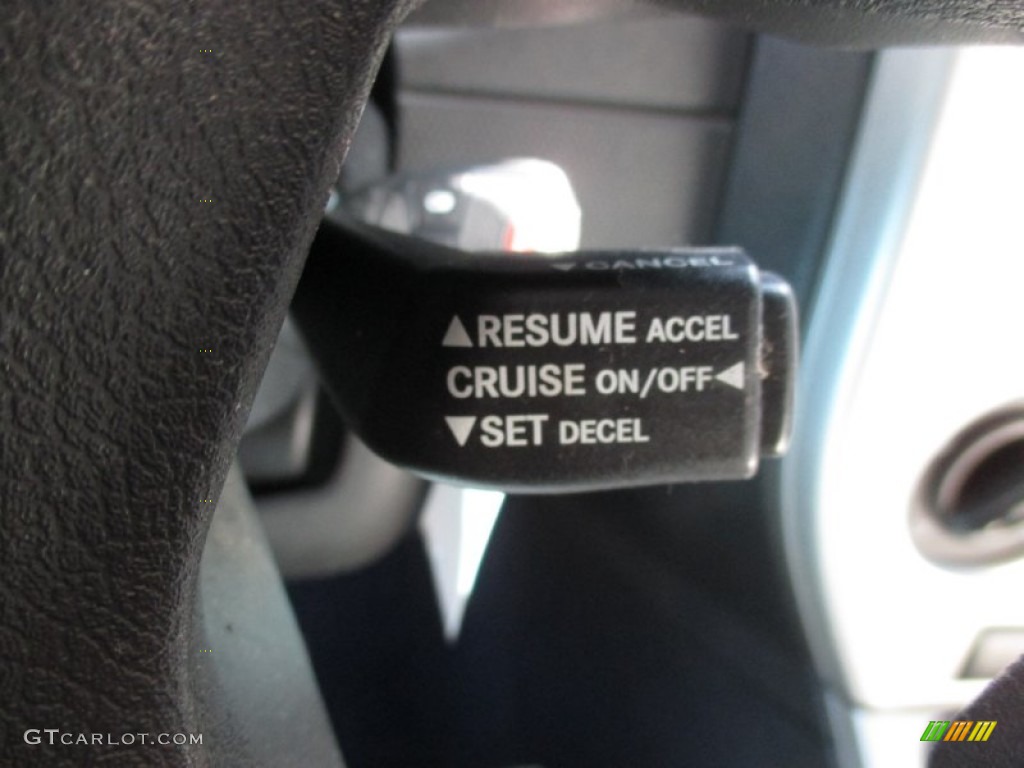 ▼ CANCEL
▲RESUME ACCEL
CRUISE ON/OFF◀
▼SET DECEL
GTCARLOT.COM